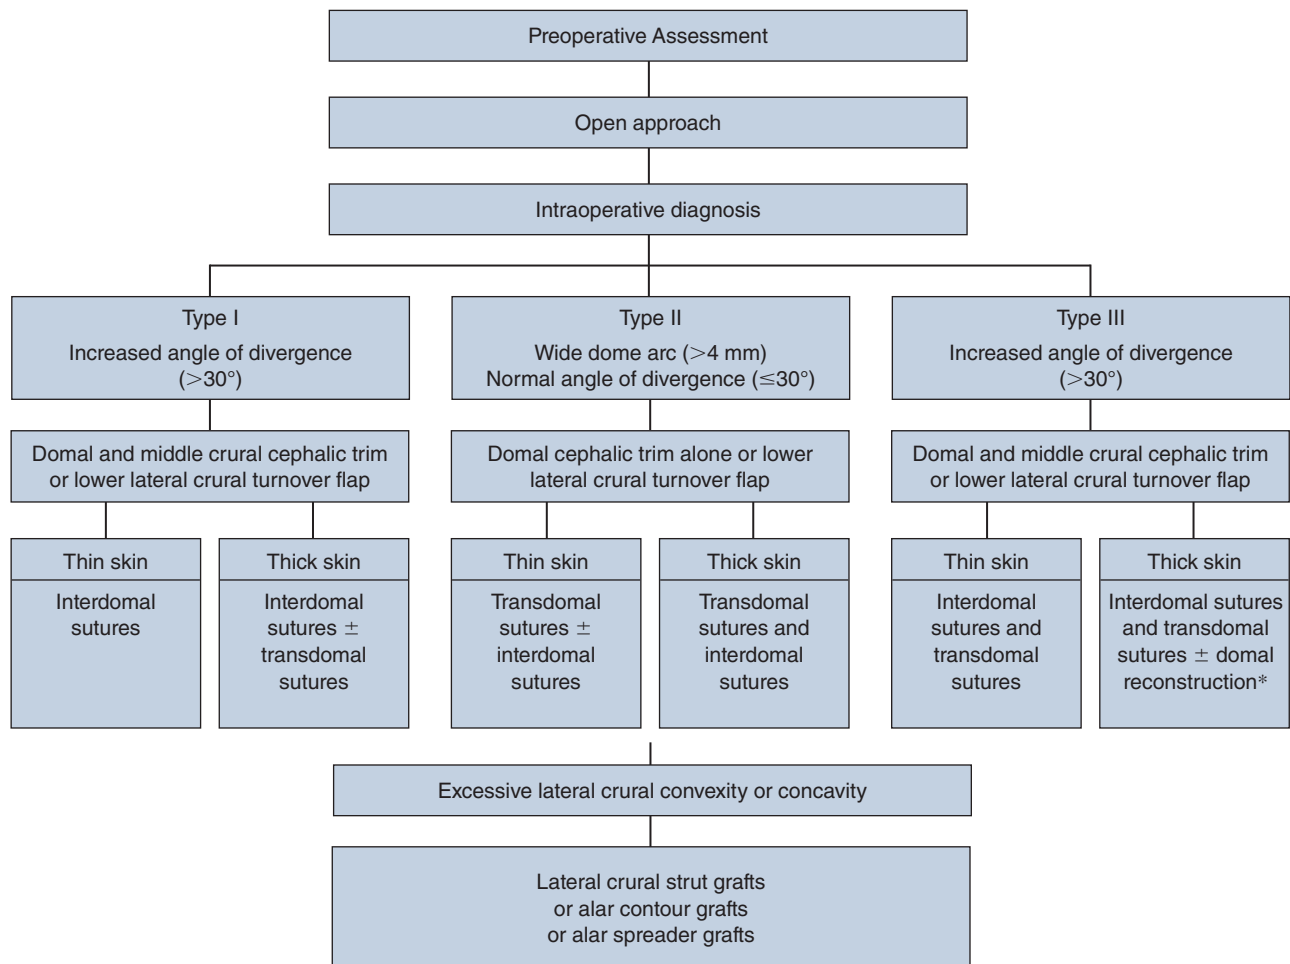 Preoperative Assessment
Open approach
Intraoperative diagnosis
Type I
Increased angle of divergence
(>30°)
Type II
Wide dome arc (>4 mm)
Normal angle of divergence (≤30°)
Type III
Increased angle of divergence
(>30°)
Domal and middle crural cephalic trim
or lower lateral crural turnover flap
Domal cephalic trim alone or lower
lateral crural turnover flap
Domal and middle crural cephalic trim
or lower lateral crural turnover flap
Thin skin
Interdomal
sutures
Thick skin
Interdomal
sutures ±
transdomal
sutures
Thin skin
Transdomal
sutures ±
interdomal
sutures
Thick skin
Transdomal
sutures and
interdomal
sutures
Thin skin
Interdomal
sutures and
transdomal
sutures
Thick skin
Interdomal sutures
and transdomal
sutures ± domal
reconstruction*
Excessive lateral crural convexity or concavity
Lateral crural strut grafts
or alar contour grafts
or alar spreader grafts